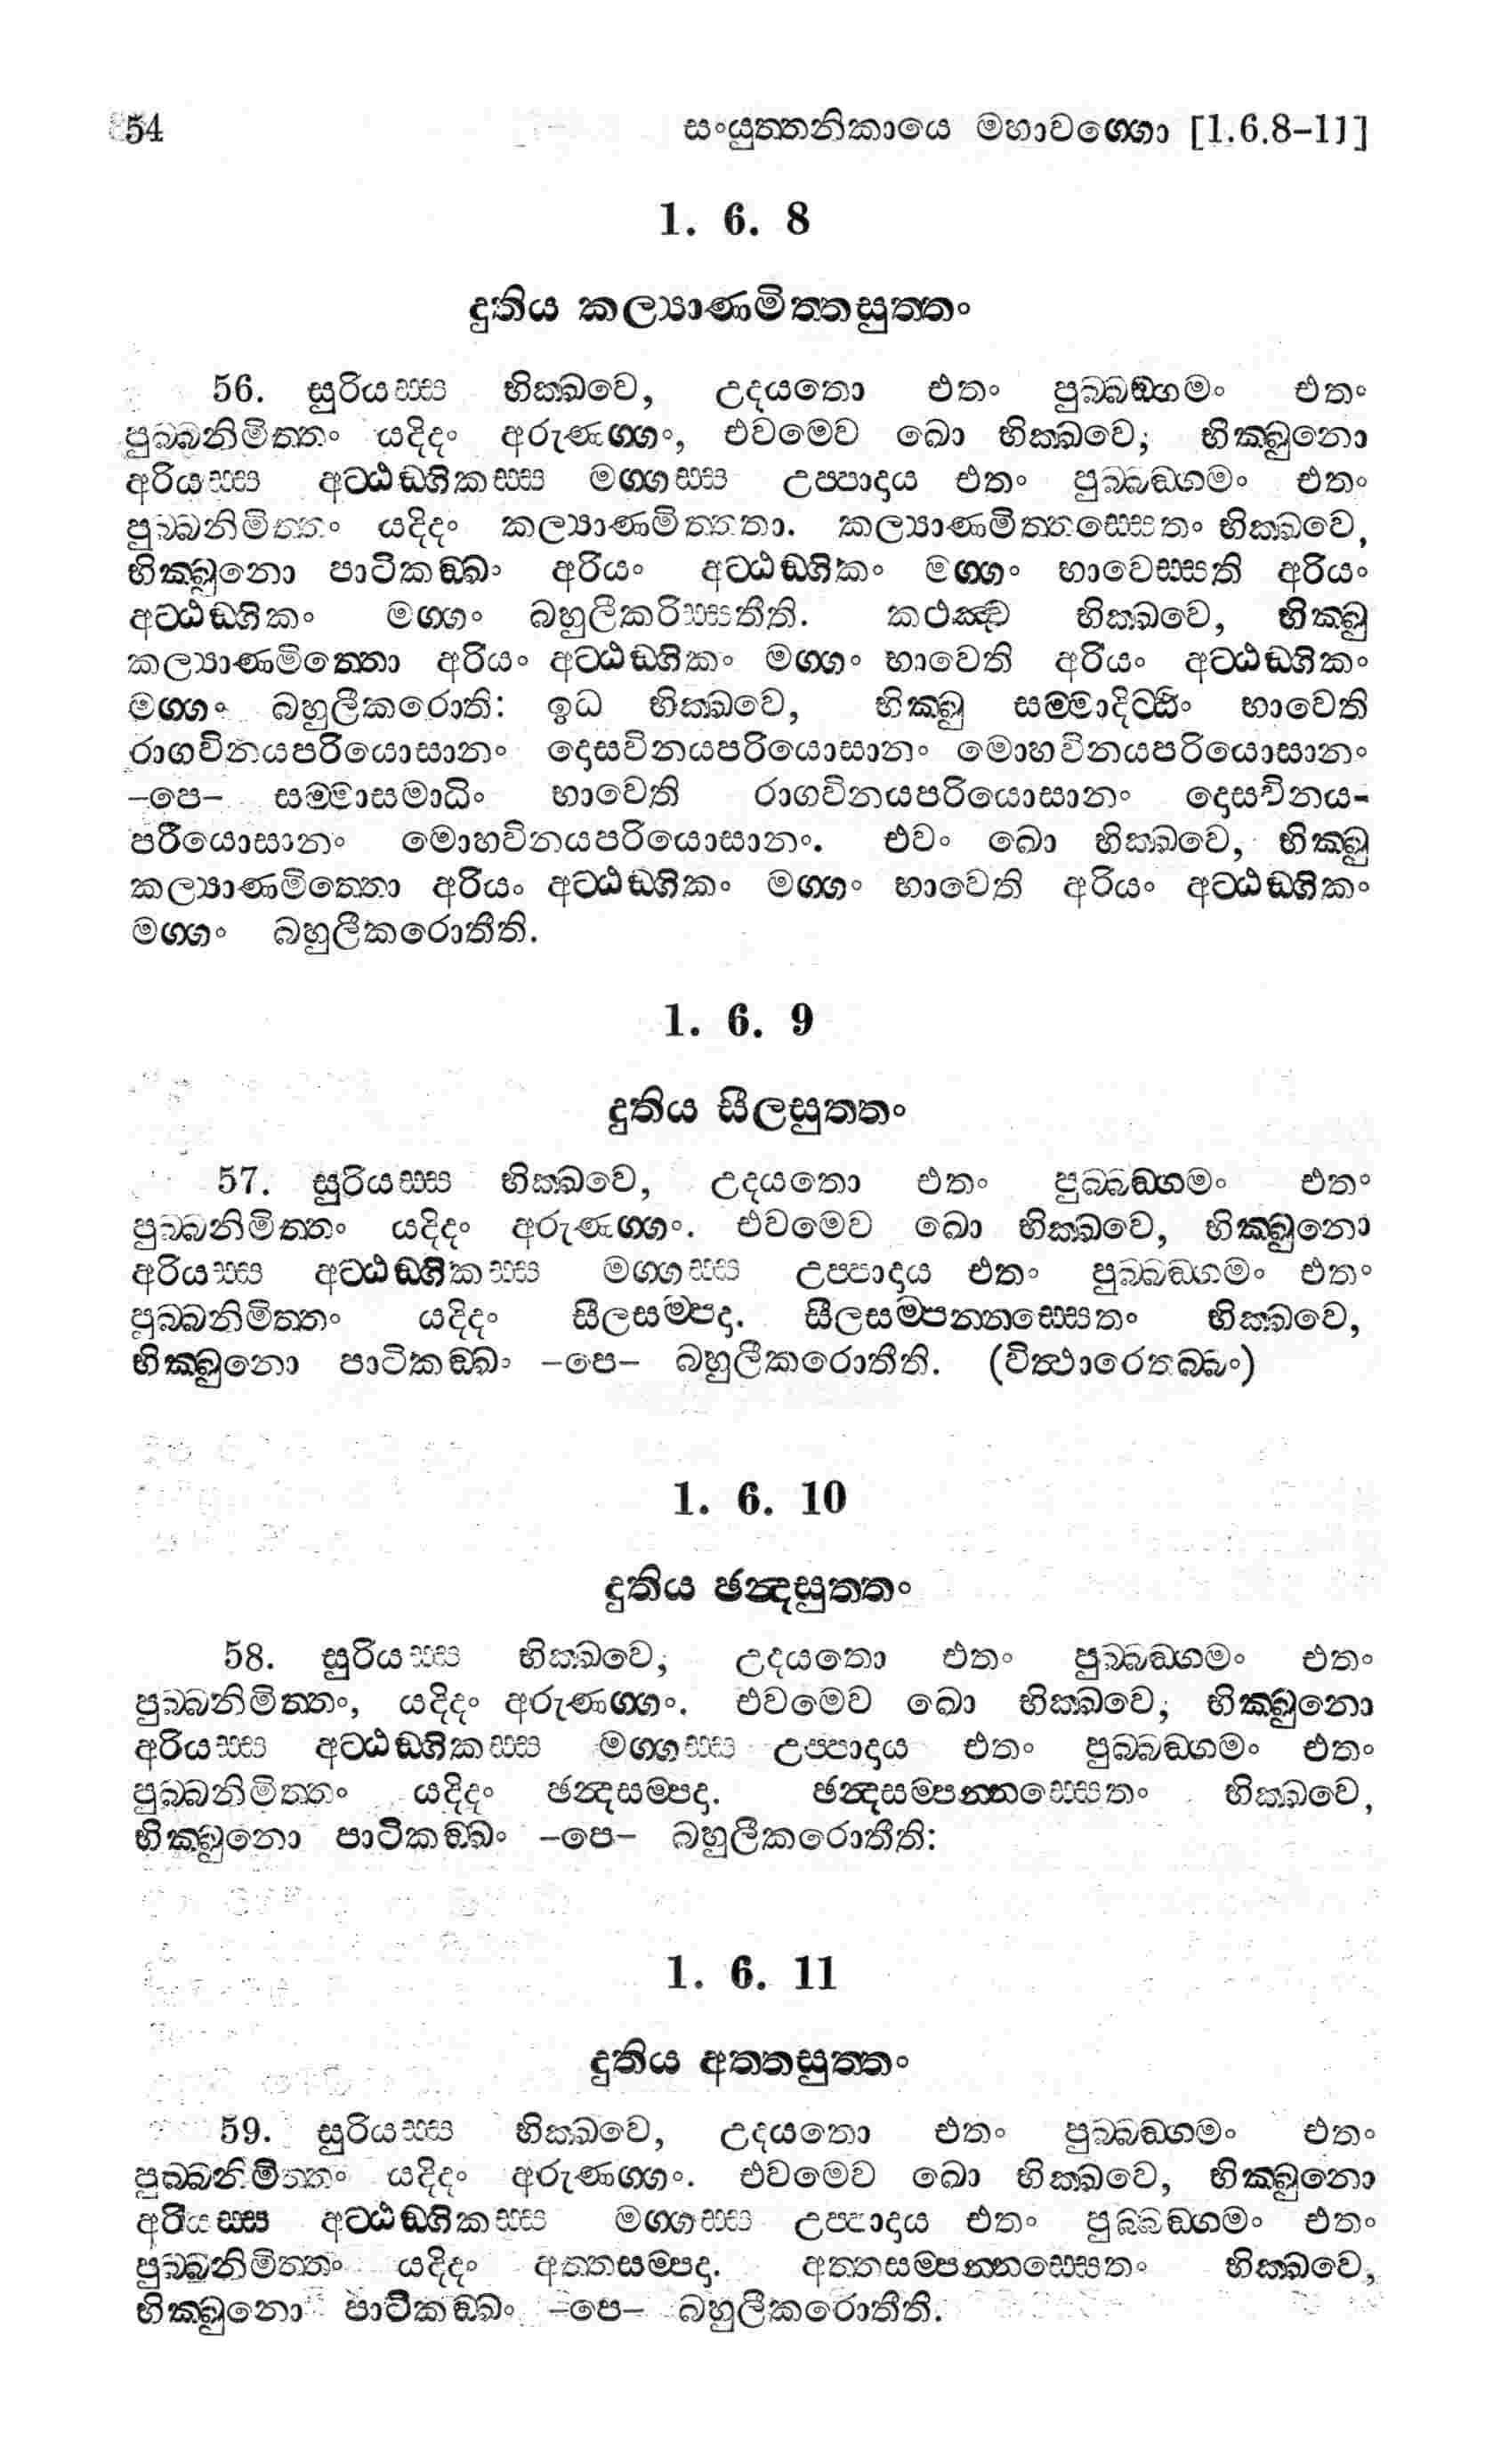 54 සංයුත්තනිකායෙ මහාවග්ගො [1.6.8-11]
1. 6. 8
දුතිය කල්‍යාණමිත්තසුත්තං
56. සුරියස්ස භික්ඛවෙ, උදයතො එතං පුබ්බඞ්ගමං එතං
පුබ්බනිමිත්තං යදිදං අරුණග්ගං, එවමෙව ඛො භික්ඛවෙ, භික්ඛුනො
අරියස්ස අට්ඨඞ්ගිකස්ස මග්ගස්ස උප්පාදාය එතං පුබ්බඞ්ගමං එතං
පුබ්බනිමිත්තං යදිදං කල්‍යාණමිත්තතා. කල්‍යාණමිත්තස්සෙතං භික්ඛවෙ,
භික්ඛුනො පාටිකඞ්ඛං අරියං අට්ඨඞ්ගිකං මග්ගං භාවෙස්සති අරියං
අට්ඨඞ්ගිකං මග්ගං බහුලීකරිස්සතීති. කථඤ්ච භික්ඛවෙ, භික්ඛු
කල්‍යාණමිත්තො අරියං අට්ඨඞ්ගිකං මග්ගං භාවෙති අරියං අට්ඨඞ්ගිකං
මග්ගං බහුලීකරොති: ඉධ භික්ඛවෙ, භික්ඛු සම්මාදිට්ඨිං භාවෙති
රාගවිනයපරියොසානං දොසවිනයපරියොසානං මොහවිනයපරියොසානං
-පෙ- සම්මාසමාධිං භාවෙති රාගවිනයපරියොසානං දොසවිනය-
පරියොසානං මොහවිනයපරියොසානං. එවං ඛො භික්ඛවෙ, භික්ඛු
කල්‍යාණමිත්තො අරියං අට්ඨඞ්ගිකං මග්ගං භාවෙති අරියං අට්ඨඞ්ගිකං
මග්ගං බහුලීකරොතීති.
1. 6. 9
දුතිය සීලසුත්තං
57. සුරියස්ස භික්ඛවෙ, උදයතො එතං පුබ්බඞ්ගමං එතං
පුබ්බනිමිත්තං යදිදං අරුණග්ගං. එවමෙව ඛො භික්ඛවෙ, භික්ඛුනො
අරියස්ස අට්ඨඞ්ගිකස්ස මග්ගස්ස උප්පාදාය එතං පුබ්බඞ්ගමං එතං
පුබ්බනිමිත්තං යදිදං සීලසම්පදා. සීලසම්පන්නස්සෙතං භික්ඛවෙ,
භික්ඛුනො පාටිකඞ්ඛං -පෙ- බහුලීකරොතීති. (විත්ථාරෙතබ්බං)
1. 6. 10
දුතිය ඡන්දසුත්තං
58. සුරියස්ස භික්ඛවෙ, උදයතො එතං පුබ්බඞ්ගමං එතං
පුබ්බනිමිත්තං, යදිදං අරුණග්ගං. එවමෙව ඛො භික්ඛවෙ, භික්ඛුනො
අරියස්ස අට්ඨඞ්ගිකස්ස මග්ගස්ස උප්පාදාය එතං පුබ්බඞ්ගමං එතං
පුබ්බනිමිත්තං යදිදං ඡන්දසම්පදා. ඡන්දසම්පන්නස්සෙතං භික්ඛවෙ,
භික්ඛුනො පාටිකඞ්ඛං -පෙ- බහුලීකරොතීති:
1. 6. 11
දුතිය අත්තසුත්තං
59. සුරියස්ස භික්ඛවෙ, උදයතො එතං පුබ්බඞ්ගමං එතං
පුබ්බනිමිත්තං යදිදං අරුණග්ගං. එවමෙව ඛො භික්ඛවෙ, භික්ඛුනො
අරියස්ස අට්ඨඞ්ගිකස්ස මග්ගස්ස උප්පාදාය එතං පුබ්බඞ්ගමං එතං
පුබ්බනිමිත්තං යදිදං අත්තසම්පදා. අත්තසම්පන්නස්සෙතං භික්ඛවෙ,
භික්ඛුනො පාටිකඞ්ඛං -පෙ- බහුලීකරොතීති.